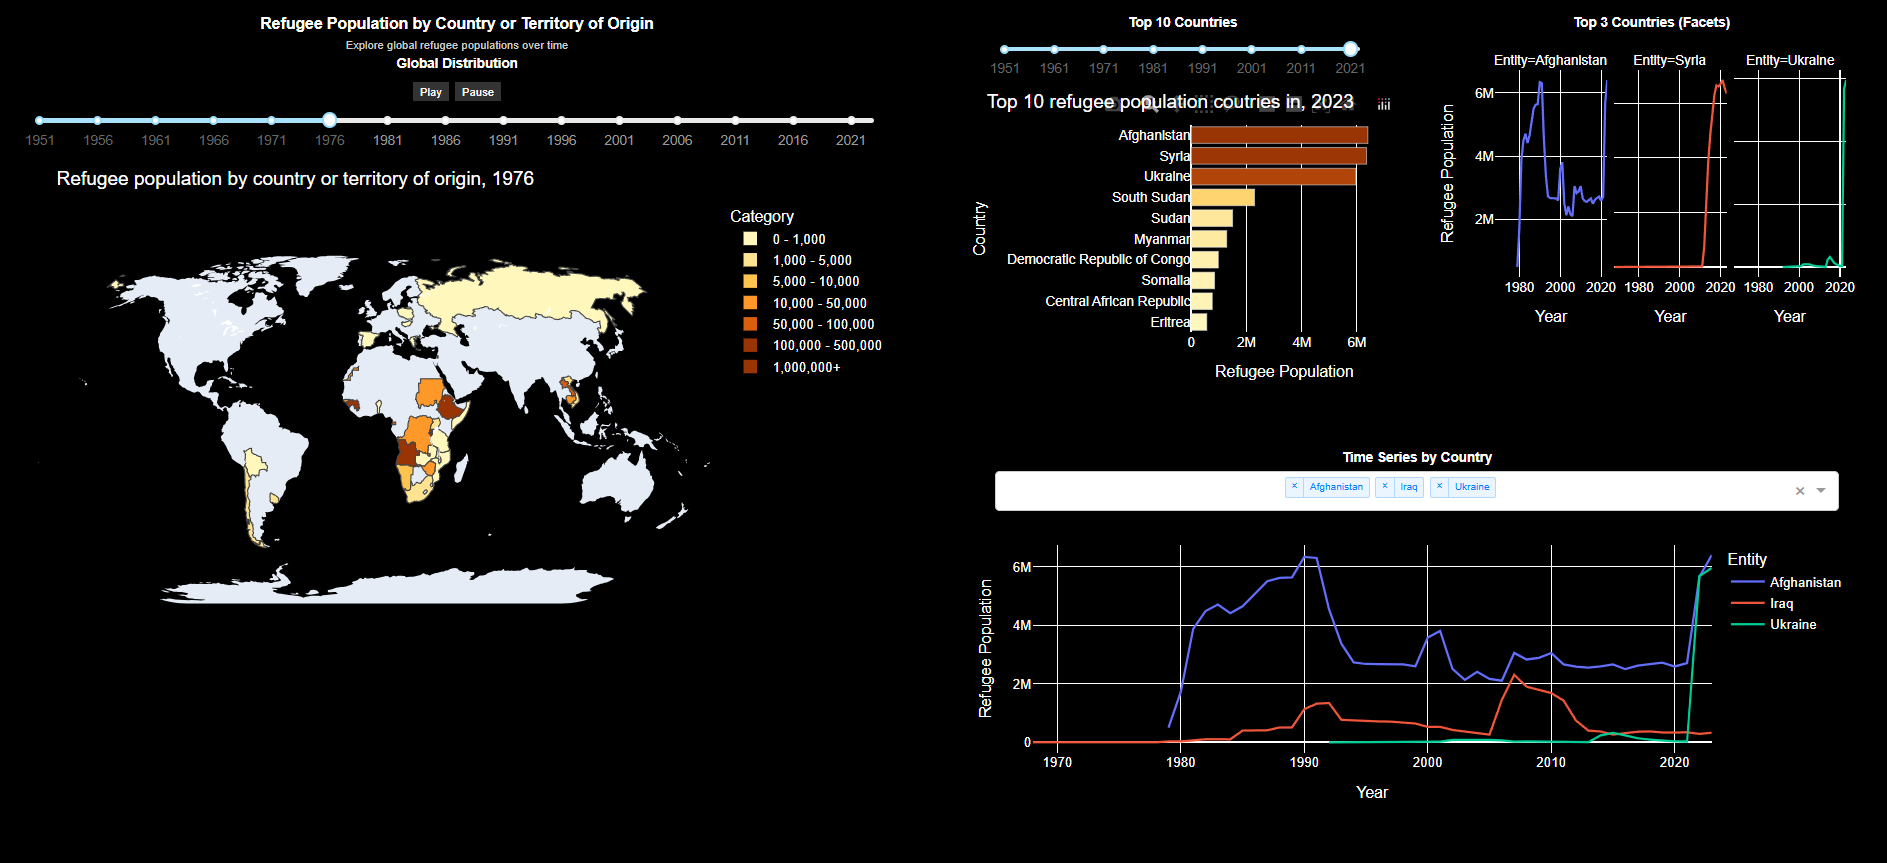 Refugee Population by Country or Territory of Origin
Explore global refugee populations over time
Global Distribution
Play Pause
1951 1956 1961 1966 1971 1976 1981 1986 1991 1996 2001 2006 2011 2016 2021
Refugee population by country or territory of origin, 1976
Category
0 - 1,000
1,000 - 5,000
5,000 - 10,000
10,000 - 50,000
50,000 - 100,000
100,000 - 500,000
1,000,000+
Top 10 Countries
1951 1961 1971 1981 1991 2001 2011 2021
Top 10 refugee population coutries in, 2023
Country
Afghanistan
Syria
Ukraine
South Sudan
Sudan
Myanmar
Democratic Republic of Congo
Somalia
Central African Republic
Eritrea
0 2M 4M 6M
Refugee Population
Top 3 Countries (Facets)
Entity=Afghanistan Entity=Syria Entity=Ukraine
Refugee Population
6M
4M
2M
1980 2000 2020 1980 2000 2020 1980 2000 2020
Year Year Year
Time Series by Country
× Afghanistan × Iraq × Ukraine ×
Refugee Population
6M
4M
2M
0
1970 1980 1990 2000 2010 2020
Year
Entity
Afghanistan
Iraq
Ukraine